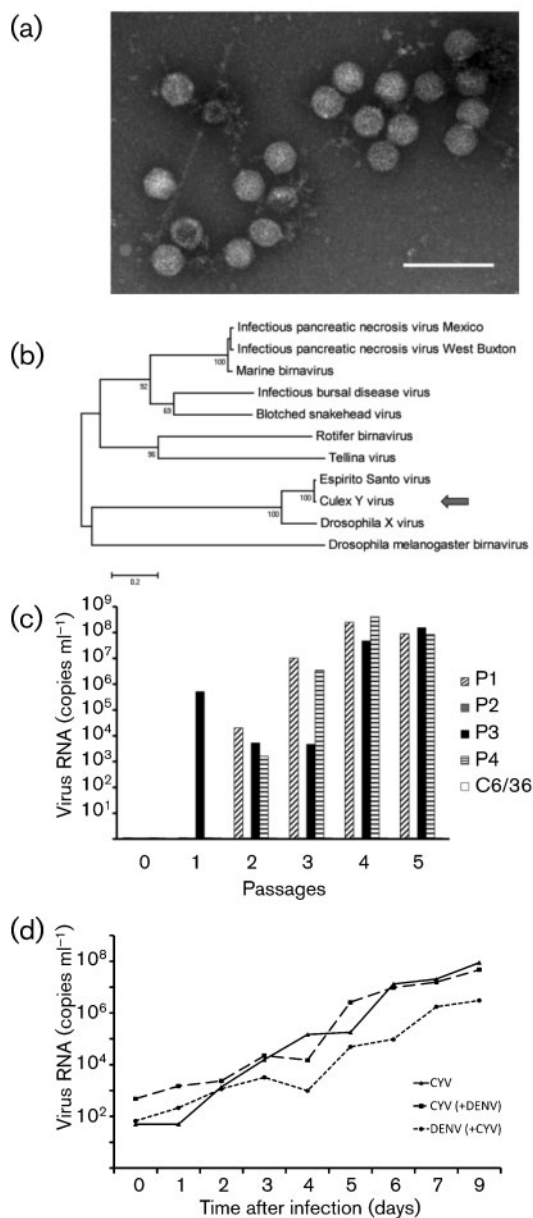 (a)
(b)
Infectious pancreatic necrosis virus Mexico
Infectious pancreatic necrosis virus West Buxton
100
Marine birnavirus
92
Infectious bursal disease virus
69
Blotched snakehead virus
Rotifer birnavirus
96
Tellina virus
Espirito Santo virus
100
Culex Y virus
100
Drosophila X virus
Drosophila melanogaster birnavirus
0.2
(c)
Virus RNA (copies ml⁻¹)
10⁹
10⁸
10⁷
10⁶
10⁵
10⁴
10³
10²
10¹
0 1 2 3 4 5
Passages
P1
P2
P3
P4
C6/36
(d)
Virus RNA (copies ml⁻¹)
10⁸
10⁶
10⁴
10²
0 1 2 3 4 5 6 7 9
Time after infection (days)
CYV
CYV (+DENV)
DENV (+CYV)